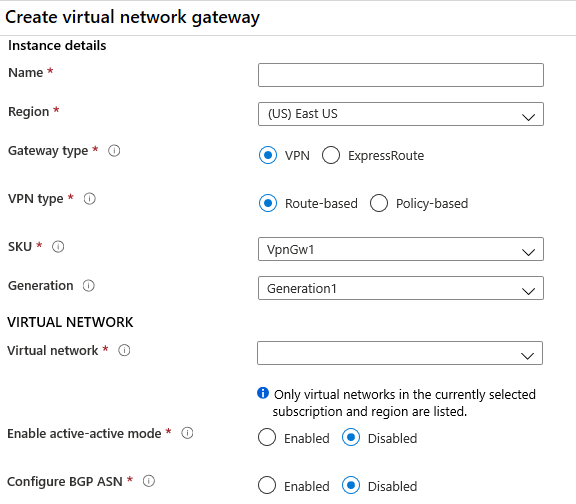 Create virtual network gateway
Instance details
Name *
Region * (US) East US
Gateway type * VPN ExpressRoute
VPN type * Route-based Policy-based
SKU * VpnGw1
Generation Generation1
VIRTUAL NETWORK
Virtual network *
Only virtual networks in the currently selected
subscription and region are listed.
Enable active-active mode * Enabled Disabled
Configure BGP ASN * Enabled Disabled